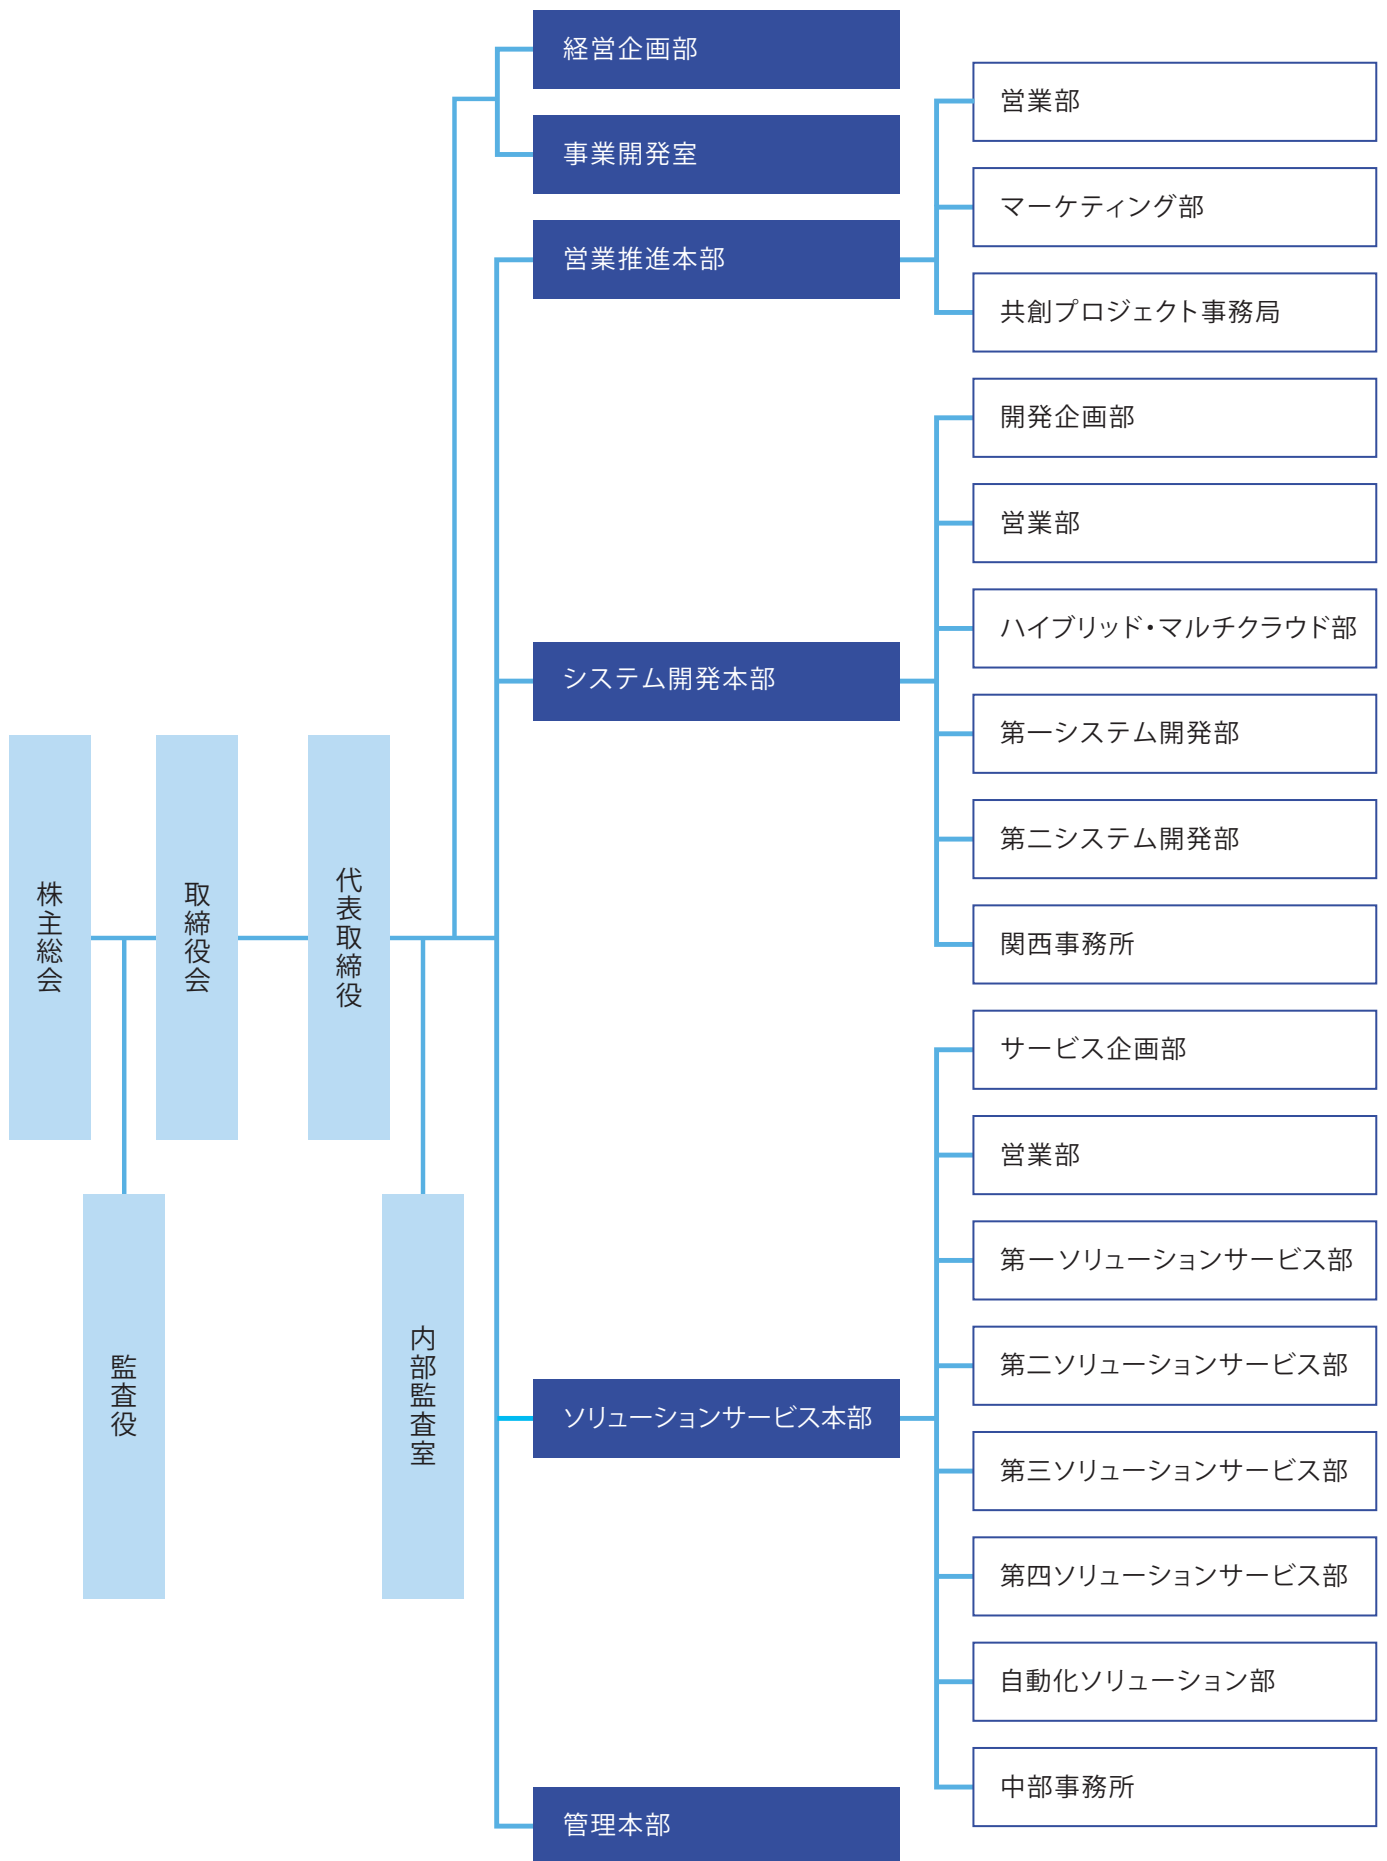 株主総会
監査役
取締役会
代表取締役
内部監査室
経営企画部
事業開発室
営業推進本部
営業部
マーケティング部
共創プロジェクト事務局
システム開発本部
開発企画部
営業部
ハイブリッド・マルチクラウド部
第一システム開発部
第二システム開発部
関西事務所
ソリューションサービス本部
サービス企画部
営業部
第一ソリューションサービス部
第二ソリューションサービス部
第三ソリューションサービス部
第四ソリューションサービス部
自動化ソリューション部
中部事務所
管理本部